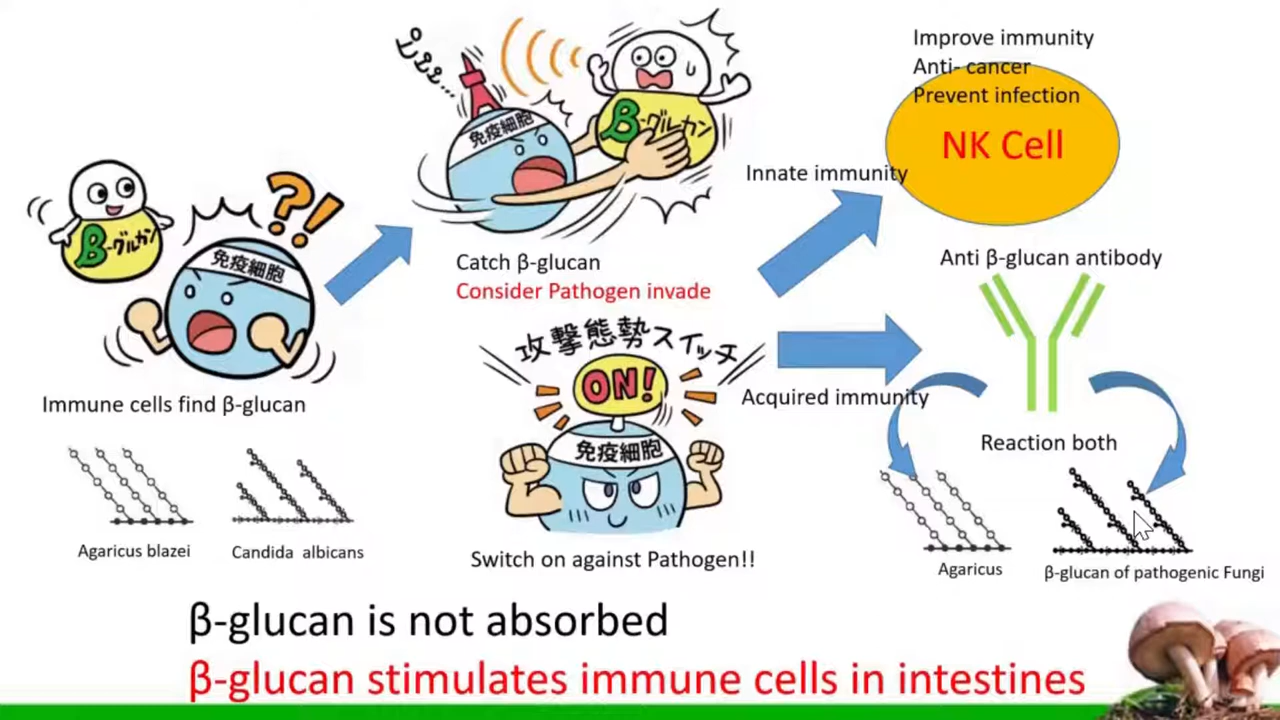 β-グルカン
免疫細胞
?!
Immune cells find β-glucan
Agaricus blazei
Candida albicans
免疫細胞
β-グルカン
Catch β-glucan
Consider Pathogen invade
攻撃態勢スイッチ
ON!
免疫細胞
Switch on against Pathogen!!
Innate immunity
Acquired immunity
Improve immunity
Anti- cancer
Prevent infection
NK Cell
Anti β-glucan antibody
Reaction both
Agaricus
β-glucan of pathogenic Fungi
β-glucan is not absorbed
β-glucan stimulates immune cells in intestines